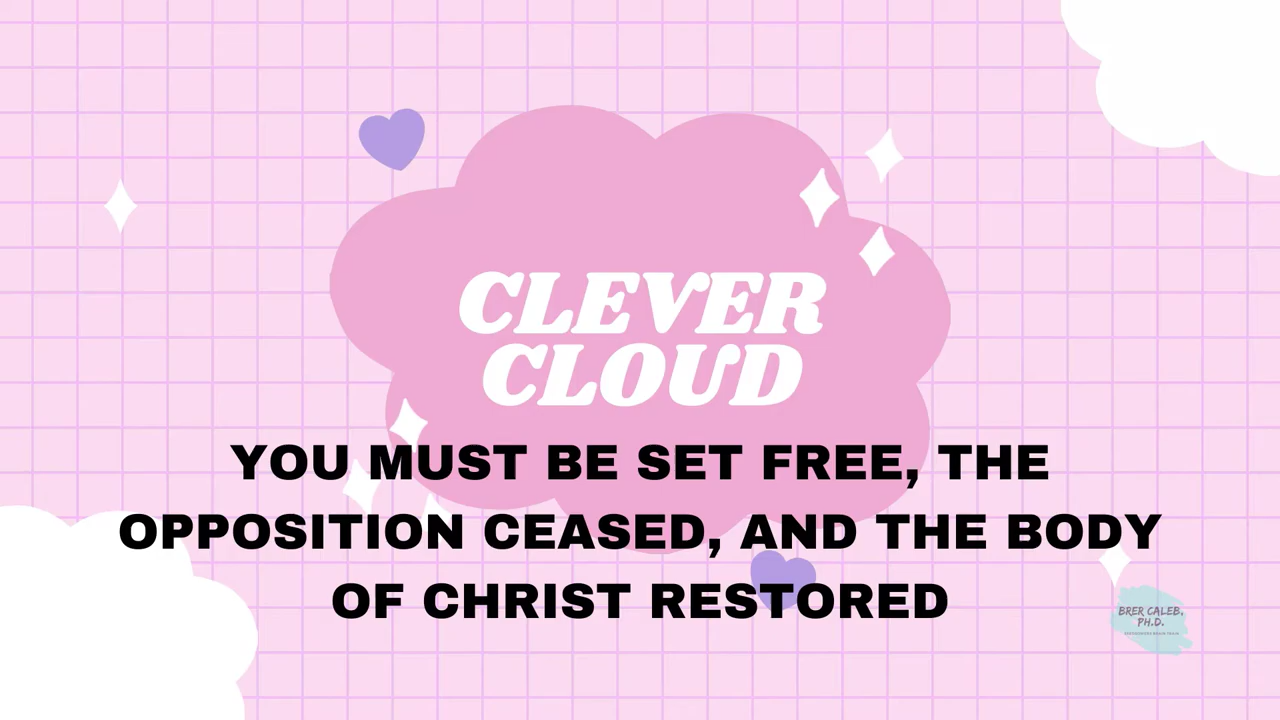 CLEVER
CLOUD
YOU MUST BE SET FREE, THE
OPPOSITION CEASED, AND THE BODY
OF CHRIST RESTORED
BRER CALEB,
PH.D.